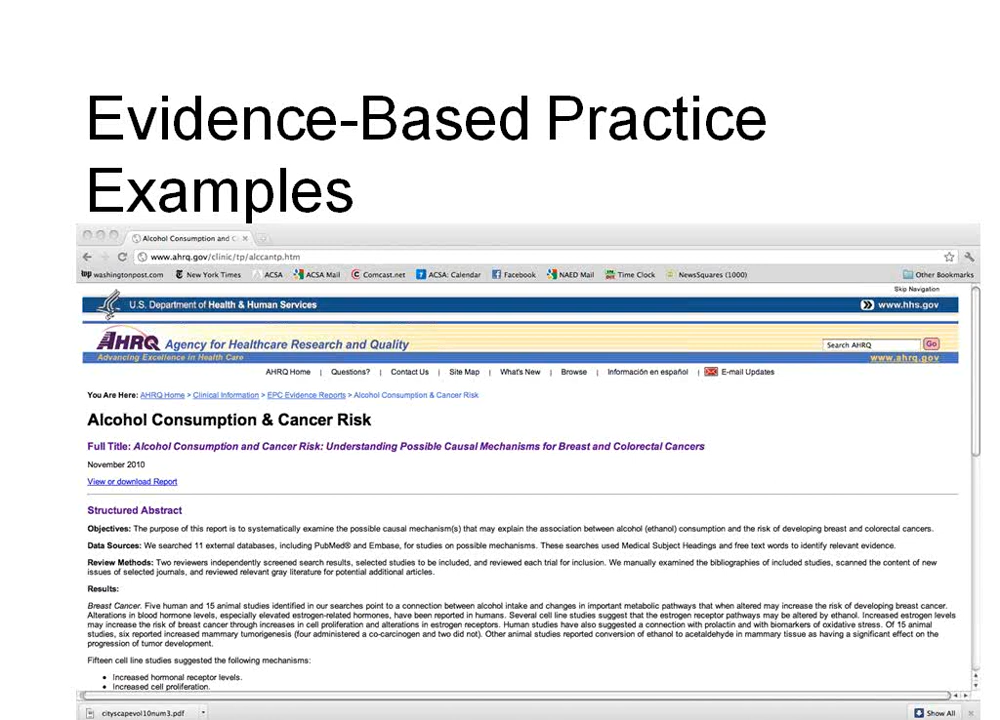 Evidence-Based Practice
Examples
Alcohol Consumption and C
www.ahrq.gov/clinic/tp/alccantp.htm
wp washingtonpost.com New York Times ACSA ACSA Mail Comcast.net 7 ACSA: Calendar Facebook NAED Mail Time Clock NewsSquares (1000) Other Bookmarks
Skip Navigation
U.S. Department of Health & Human Services www.hhs.gov
AHRQ Agency for Healthcare Research and Quality Search AHRQ Go
Advancing Excellence in Health Care www.ahrq.gov
AHRQ Home | Questions? | Contact Us | Site Map | What's New | Browse | Información en español | E-mail Updates
You Are Here: AHRQ Home > Clinical Information > EPC Evidence Reports > Alcohol Consumption & Cancer Risk
Alcohol Consumption & Cancer Risk
Full Title: Alcohol Consumption and Cancer Risk: Understanding Possible Causal Mechanisms for Breast and Colorectal Cancers
November 2010
View or download Report
Structured Abstract
Objectives: The purpose of this report is to systematically examine the possible causal mechanism(s) that may explain the association between alcohol (ethanol) consumption and the risk of developing breast and colorectal cancers.
Data Sources: We searched 11 external databases, including PubMed® and Embase, for studies on possible mechanisms. These searches used Medical Subject Headings and free text words to identify relevant evidence.
Review Methods: Two reviewers independently screened search results, selected studies to be included, and reviewed each trial for inclusion. We manually examined the bibliographies of included studies, scanned the content of new
issues of selected journals, and reviewed relevant gray literature for potential additional articles.
Results:
Breast Cancer. Five human and 15 animal studies identified in our searches point to a connection between alcohol intake and changes in important metabolic pathways that when altered may increase the risk of developing breast cancer.
Alterations in blood hormone levels, especially elevated estrogen-related hormones, have been reported in humans. Several cell line studies suggest that the estrogen receptor pathways may be altered by ethanol. Increased estrogen levels
may increase the risk of breast cancer through increases in cell proliferation and alterations in estrogen receptors. Human studies have also suggested a connection with prolactin and with biomarkers of oxidative stress. Of 15 animal
studies, six reported increased mammary tumorigenesis (four administered a co-carcinogen and two did not). Other animal studies reported conversion of ethanol to acetaldehyde in mammary tissue as having a significant effect on the
progression of tumor development.
Fifteen cell line studies suggested the following mechanisms:
• Increased hormonal receptor levels.
• Increased cell proliferation.
cityscapevol10num3.pdf Show All